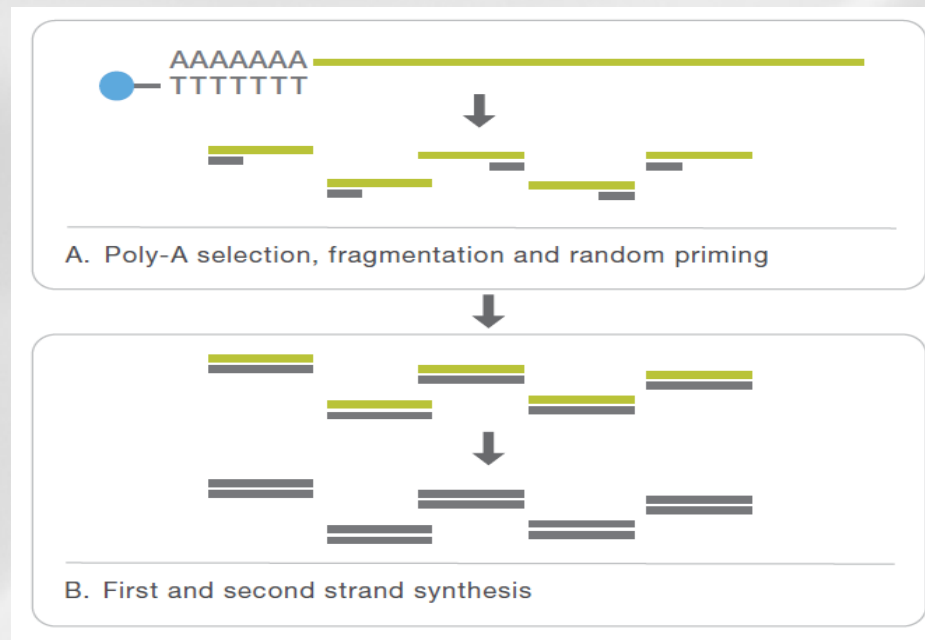 AAAAAAA
TTTTTTT
A. Poly-A selection, fragmentation and random priming
B. First and second strand synthesis